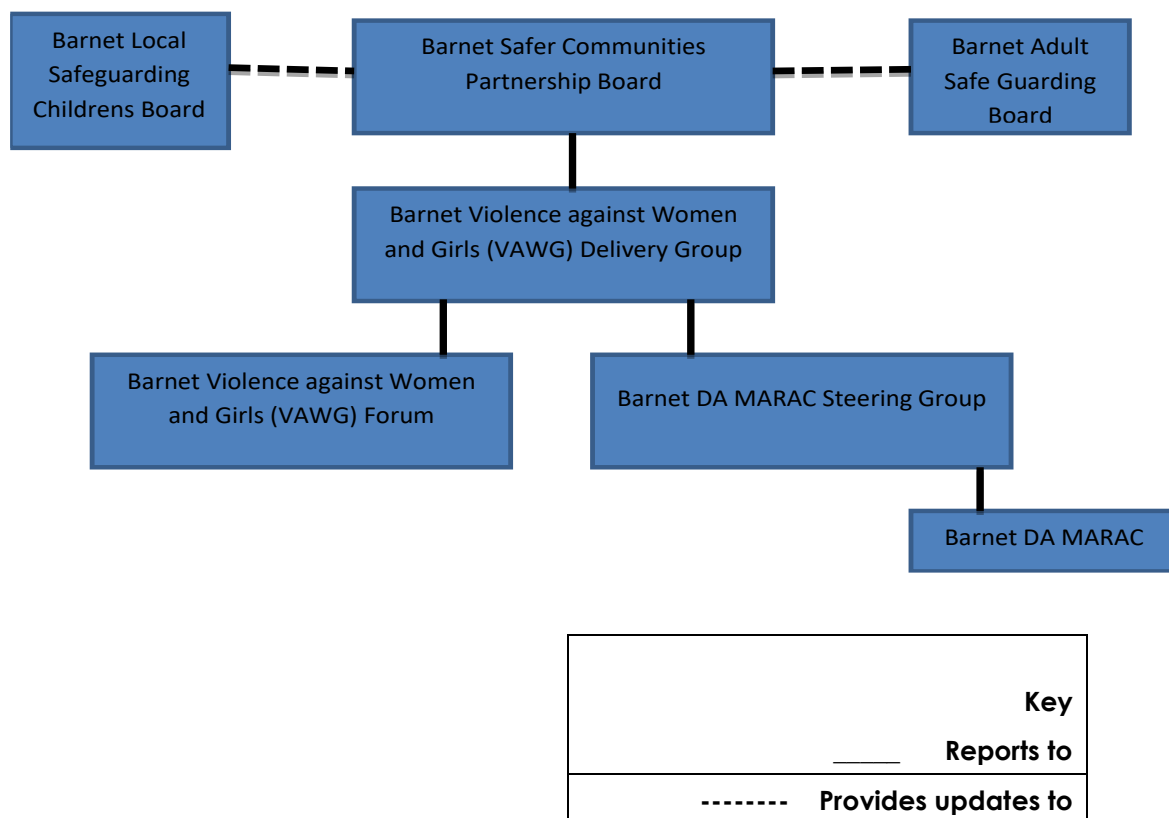 Barnet Local
Safeguarding
Childrens Board
Barnet Safer Communities
Partnership Board
Barnet Adult
Safe Guarding
Board
Barnet Violence against Women
and Girls (VAWG) Delivery Group
Barnet Violence against Women
and Girls (VAWG) Forum
Barnet DA MARAC Steering Group
Barnet DA MARAC
Key
_____ Reports to
-------- Provides updates to